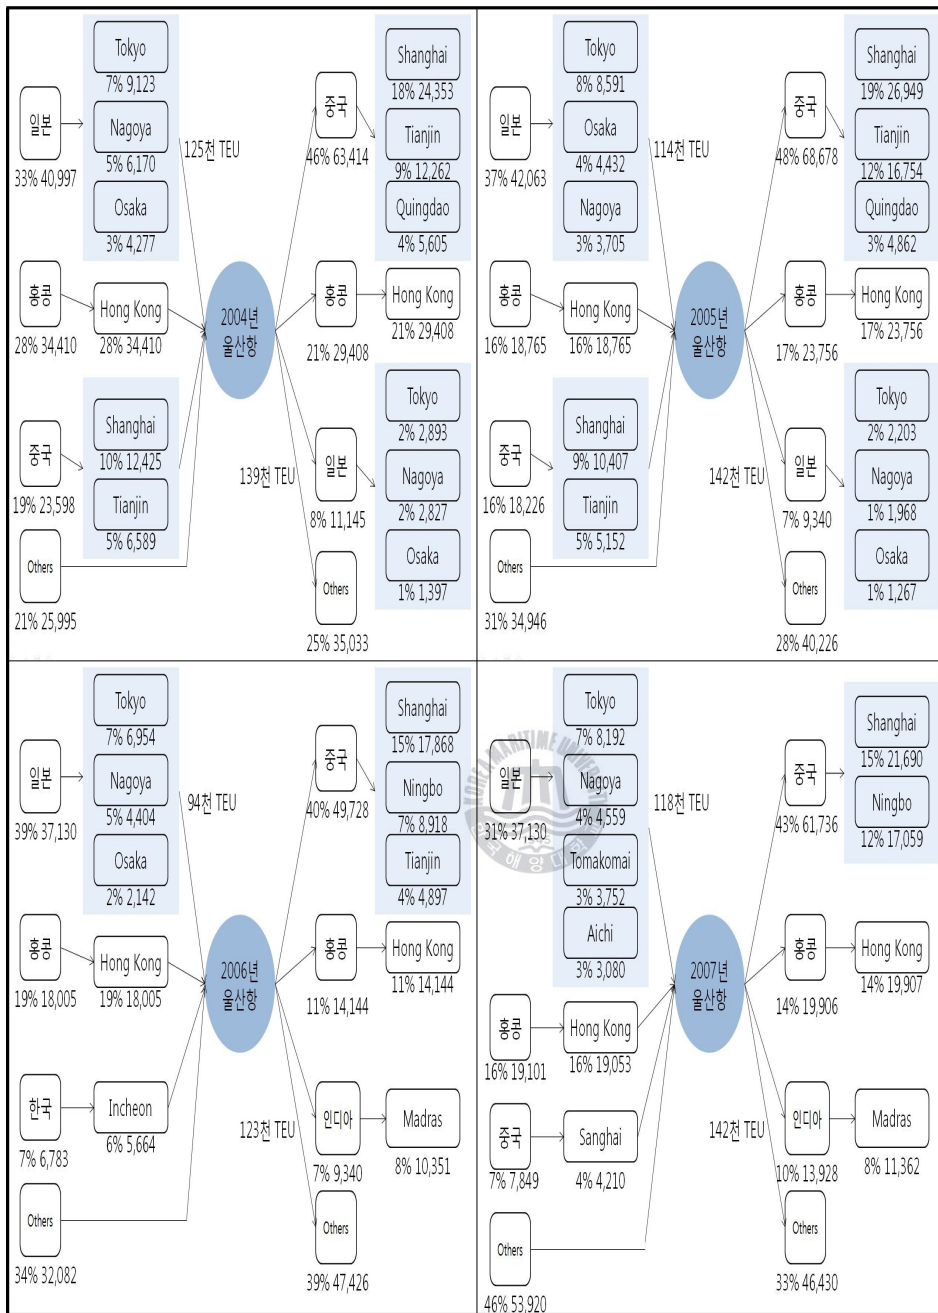 Tokyo
7% 9,123
일본
33% 40,997
Nagoya
5% 6,170
Osaka
3% 4,277
125천 TEU
홍콩
28% 34,410
Hong Kong
28% 34,410
중국
19% 23,598
Shanghai
10% 12,425
Tianjin
5% 6,589
Others
21% 25,995
2004년
울산항
중국
46% 63,414
Shanghai
18% 24,353
Tianjin
9% 12,262
Quingdao
4% 5,605
홍콩
21% 29,408
Hong Kong
21% 29,408
139천 TEU
일본
8% 11,145
Tokyo
2% 2,893
Nagoya
2% 2,827
Osaka
1% 1,397
Others
25% 35,033
Tokyo
8% 8,591
일본
37% 42,063
Osaka
4% 4,432
Nagoya
3% 3,705
114천 TEU
홍콩
16% 18,765
Hong Kong
16% 18,765
중국
16% 18,226
Shanghai
9% 10,407
Tianjin
5% 5,152
Others
31% 34,946
2005년
울산항
중국
48% 68,678
Shanghai
19% 26,949
Tianjin
12% 16,754
Quingdao
3% 4,862
홍콩
17% 23,756
Hong Kong
17% 23,756
142천 TEU
일본
7% 9,340
Tokyo
2% 2,203
Nagoya
1% 1,968
Osaka
1% 1,267
Others
28% 40,226
Tokyo
7% 6,954
일본
39% 37,130
Nagoya
5% 4,404
Osaka
2% 2,142
94천 TEU
홍콩
19% 18,005
Hong Kong
19% 18,005
한국
7% 6,783
Incheon
6% 5,664
Others
34% 32,082
2006년
울산항
중국
40% 49,728
Shanghai
15% 17,868
Ningbo
7% 8,918
Tianjin
4% 4,897
홍콩
11% 14,144
Hong Kong
11% 14,144
123천 TEU
인디아
7% 9,340
Madras
8% 10,351
Others
39% 47,426
Tokyo
7% 8,192
일본
31% 37,130
Nagoya
4% 4,559
Tomakomai
3% 3,752
Aichi
3% 3,080
118천 TEU
홍콩
16% 19,101
Hong Kong
16% 19,053
중국
7% 7,849
Sanghai
4% 4,210
Others
46% 53,920
2007년
울산항
중국
43% 61,736
Shanghai
15% 21,690
Ningbo
12% 17,059
홍콩
14% 19,906
Hong Kong
14% 19,907
142천 TEU
인디아
10% 13,928
Madras
8% 11,362
Others
33% 46,430
KOREA MARITIME